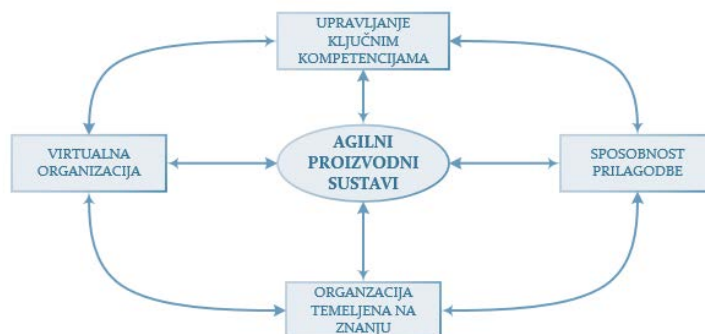 UPRAVLJANJE
KLJUČNIM
KOMPETENCIJAMA
VIRTUALNA
ORGANIZACIJA
AGILNI
PROIZVODNI
SUSTAVI
SPOSOBNOST
PRILAGODBE
ORGANZACIJA
TEMELJENA NA
ZNANJU